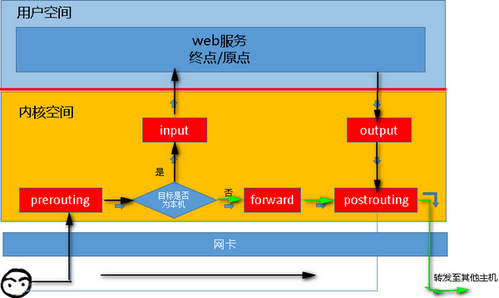 用户空间
web服务
终点/原点
内核空间
input
output
是
prerouting
目标是否
为本机
否
forward
postrouting
网卡
转发至其他主机